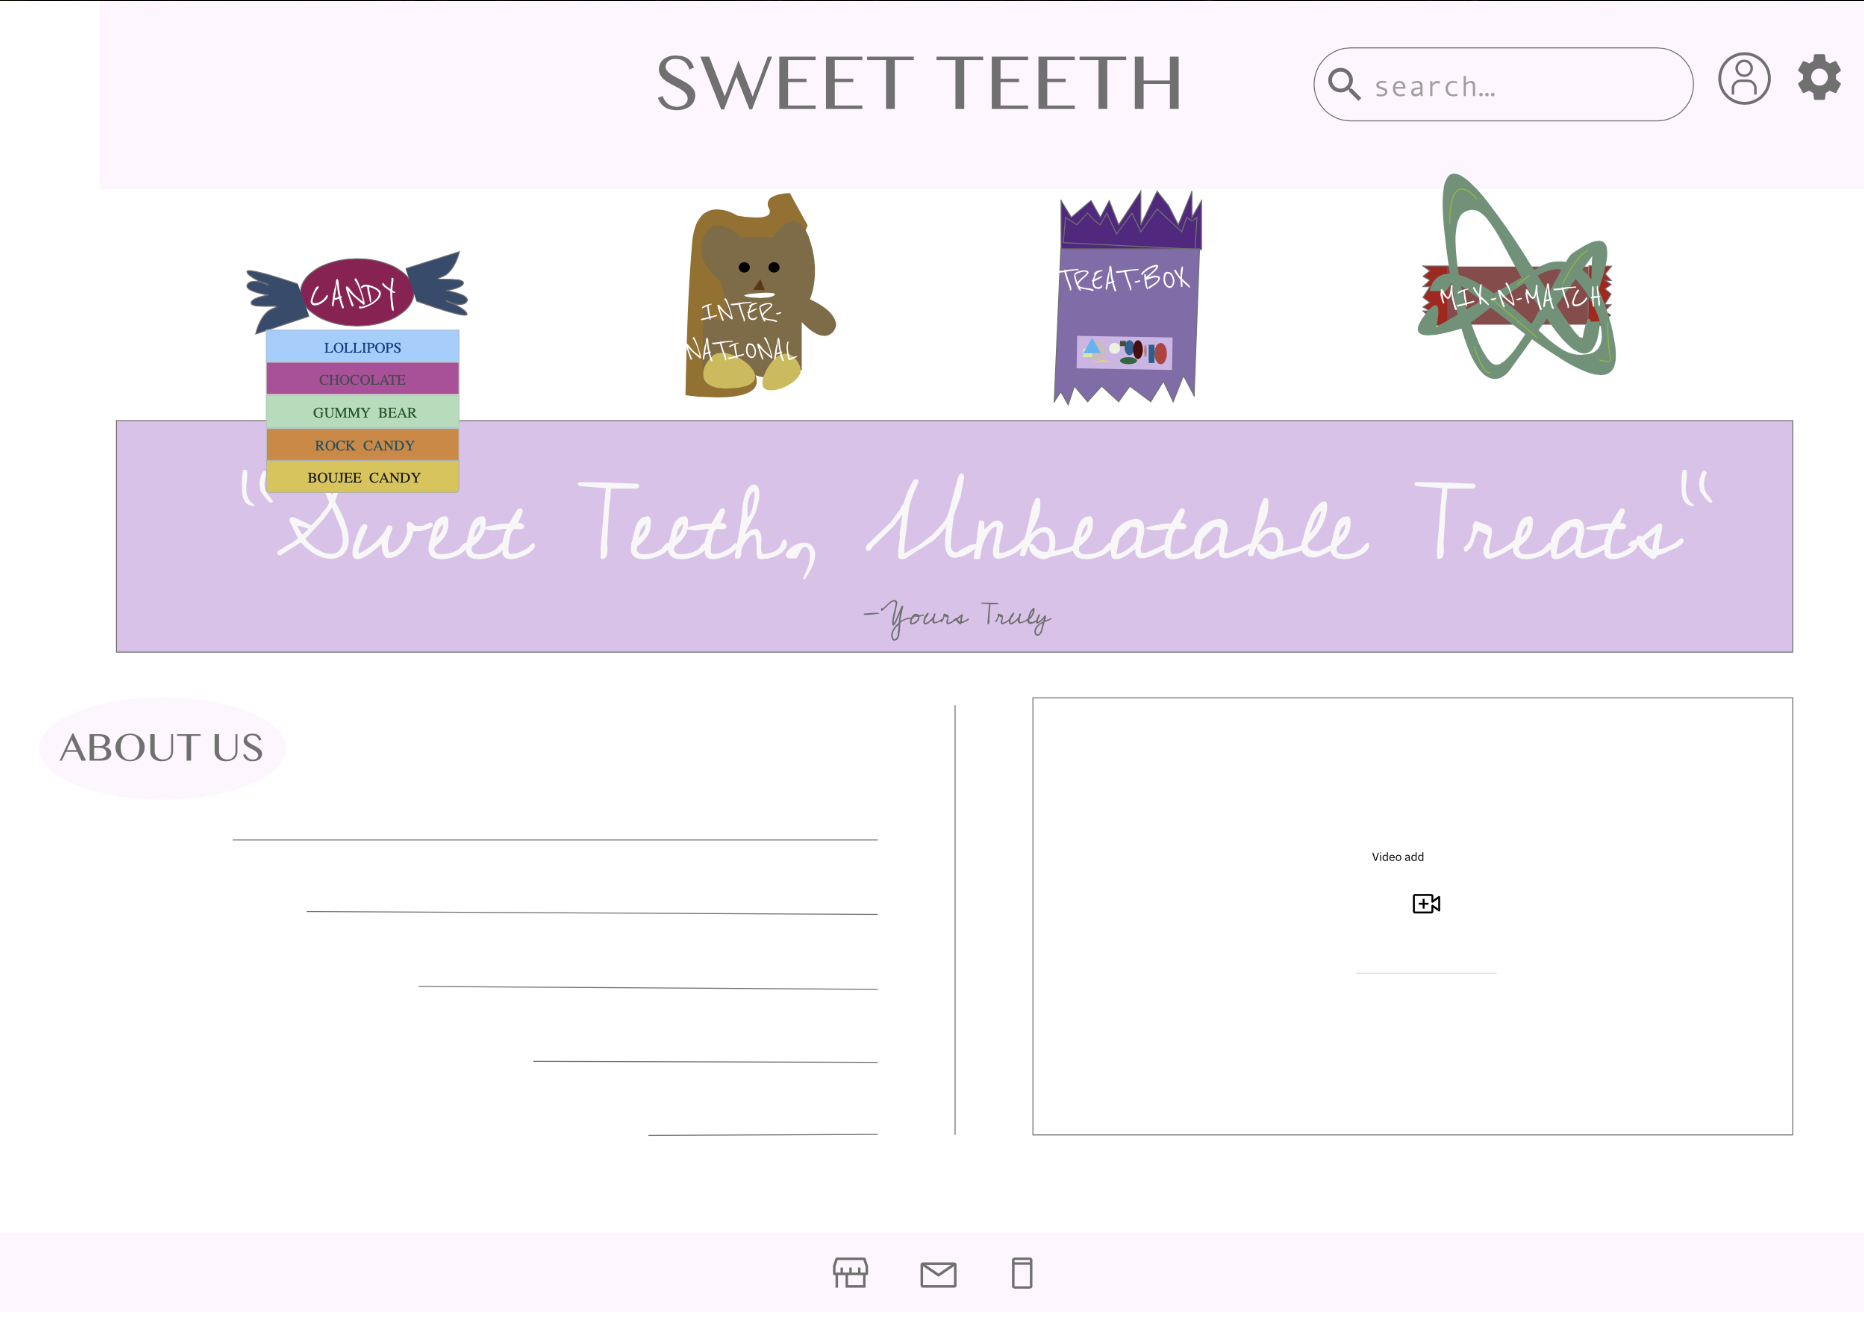 SWEET TEETH
search...
CANDY
INTER-
NATIONAL
TREAT-BOX
MIX-N-MATCH
LOLLIPOPS
CHOCOLATE
GUMMY BEAR
ROCK CANDY
BOUJEE CANDY
"Sweet Teeth, Unbeatable Treats"
-Yours Truly
ABOUT US
Video add